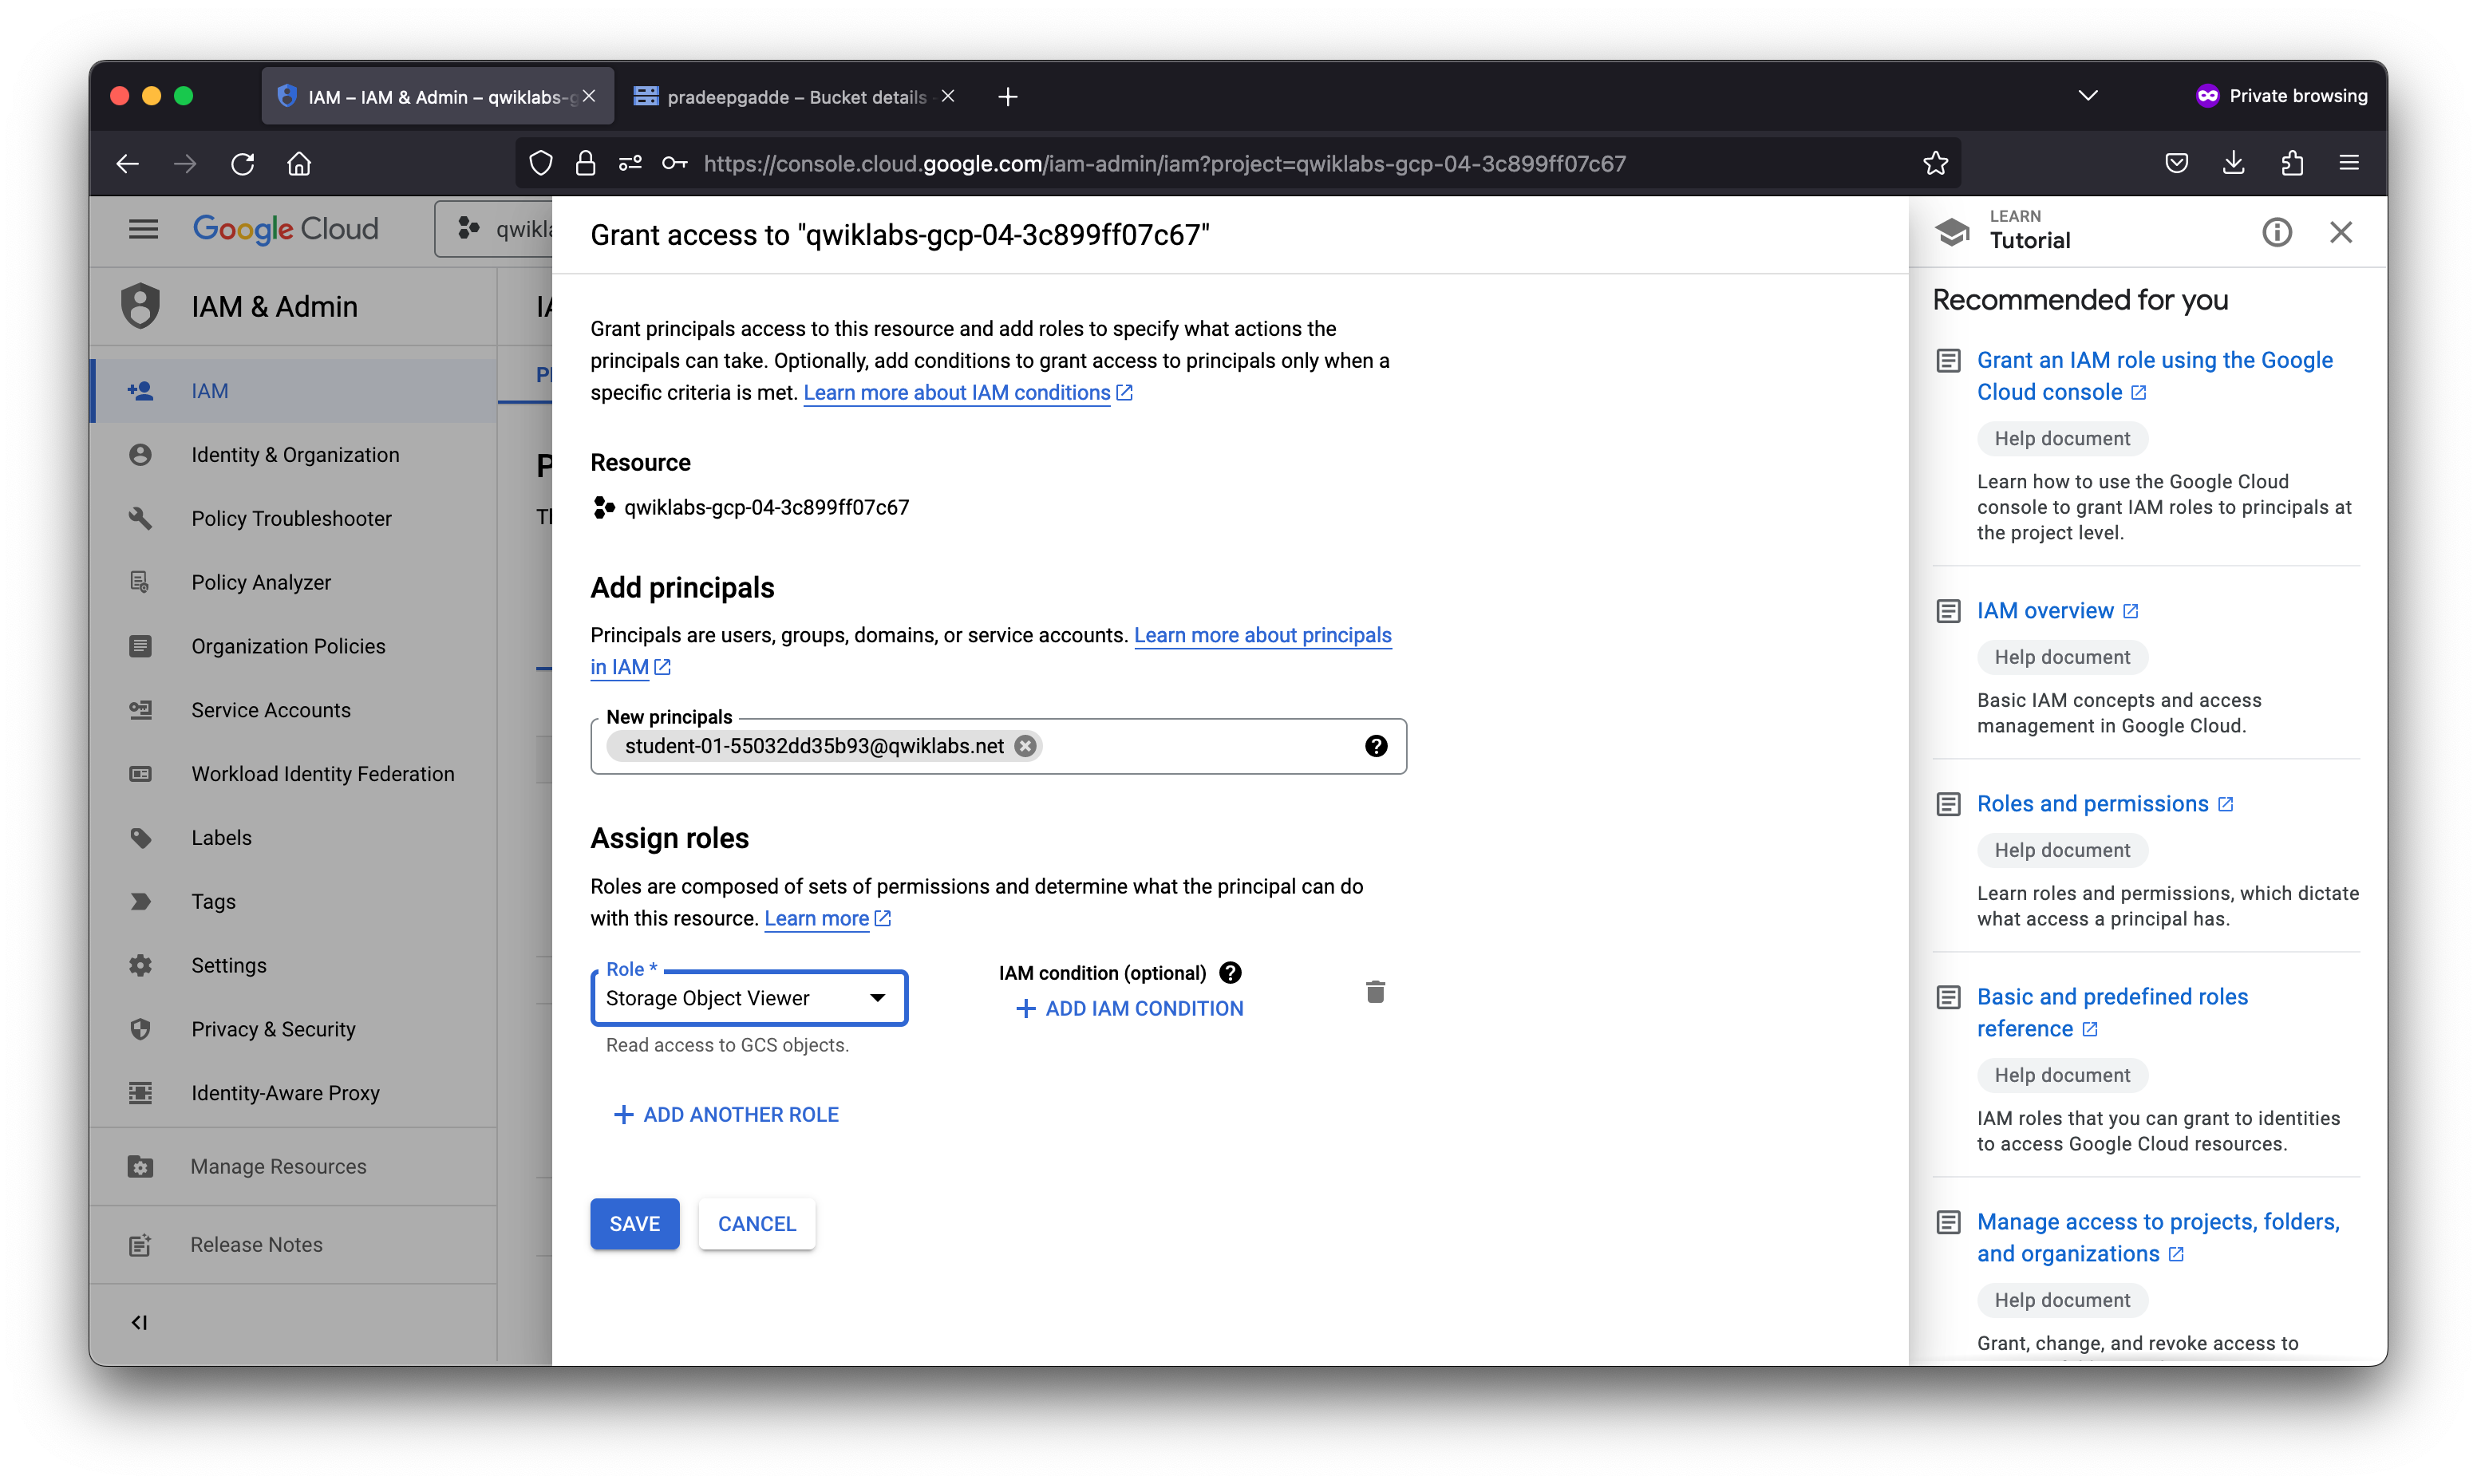 IAM – IAM & Admin – qwiklabs-g
pradeepgadde – Bucket details -
Private browsing
https://console.cloud.google.com/iam-admin/iam?project=qwiklabs-gcp-04-3c899ff07c67
Google Cloud
qwikla
IAM & Admin
IAM
Identity & Organization
Policy Troubleshooter
Policy Analyzer
Organization Policies
Service Accounts
Workload Identity Federation
Labels
Tags
Settings
Privacy & Security
Identity-Aware Proxy
Manage Resources
Release Notes
Grant access to "qwiklabs-gcp-04-3c899ff07c67"
Grant principals access to this resource and add roles to specify what actions the
principals can take. Optionally, add conditions to grant access to principals only when a
specific criteria is met. Learn more about IAM conditions
Resource
qwiklabs-gcp-04-3c899ff07c67
Add principals
Principals are users, groups, domains, or service accounts. Learn more about principals
in IAM
New principals
student-01-55032dd35b93@qwiklabs.net
Assign roles
Roles are composed of sets of permissions and determine what the principal can do
with this resource. Learn more
Role *
Storage Object Viewer
Read access to GCS objects.
IAM condition (optional)
+ ADD IAM CONDITION
+ ADD ANOTHER ROLE
SAVE
CANCEL
LEARN
Tutorial
Recommended for you
Grant an IAM role using the Google
Cloud console
Help document
Learn how to use the Google Cloud
console to grant IAM roles to principals at
the project level.
IAM overview
Help document
Basic IAM concepts and access
management in Google Cloud.
Roles and permissions
Help document
Learn roles and permissions, which dictate
what access a principal has.
Basic and predefined roles
reference
Help document
IAM roles that you can grant to identities
to access Google Cloud resources.
Manage access to projects, folders,
and organizations
Help document
Grant, change, and revoke access to